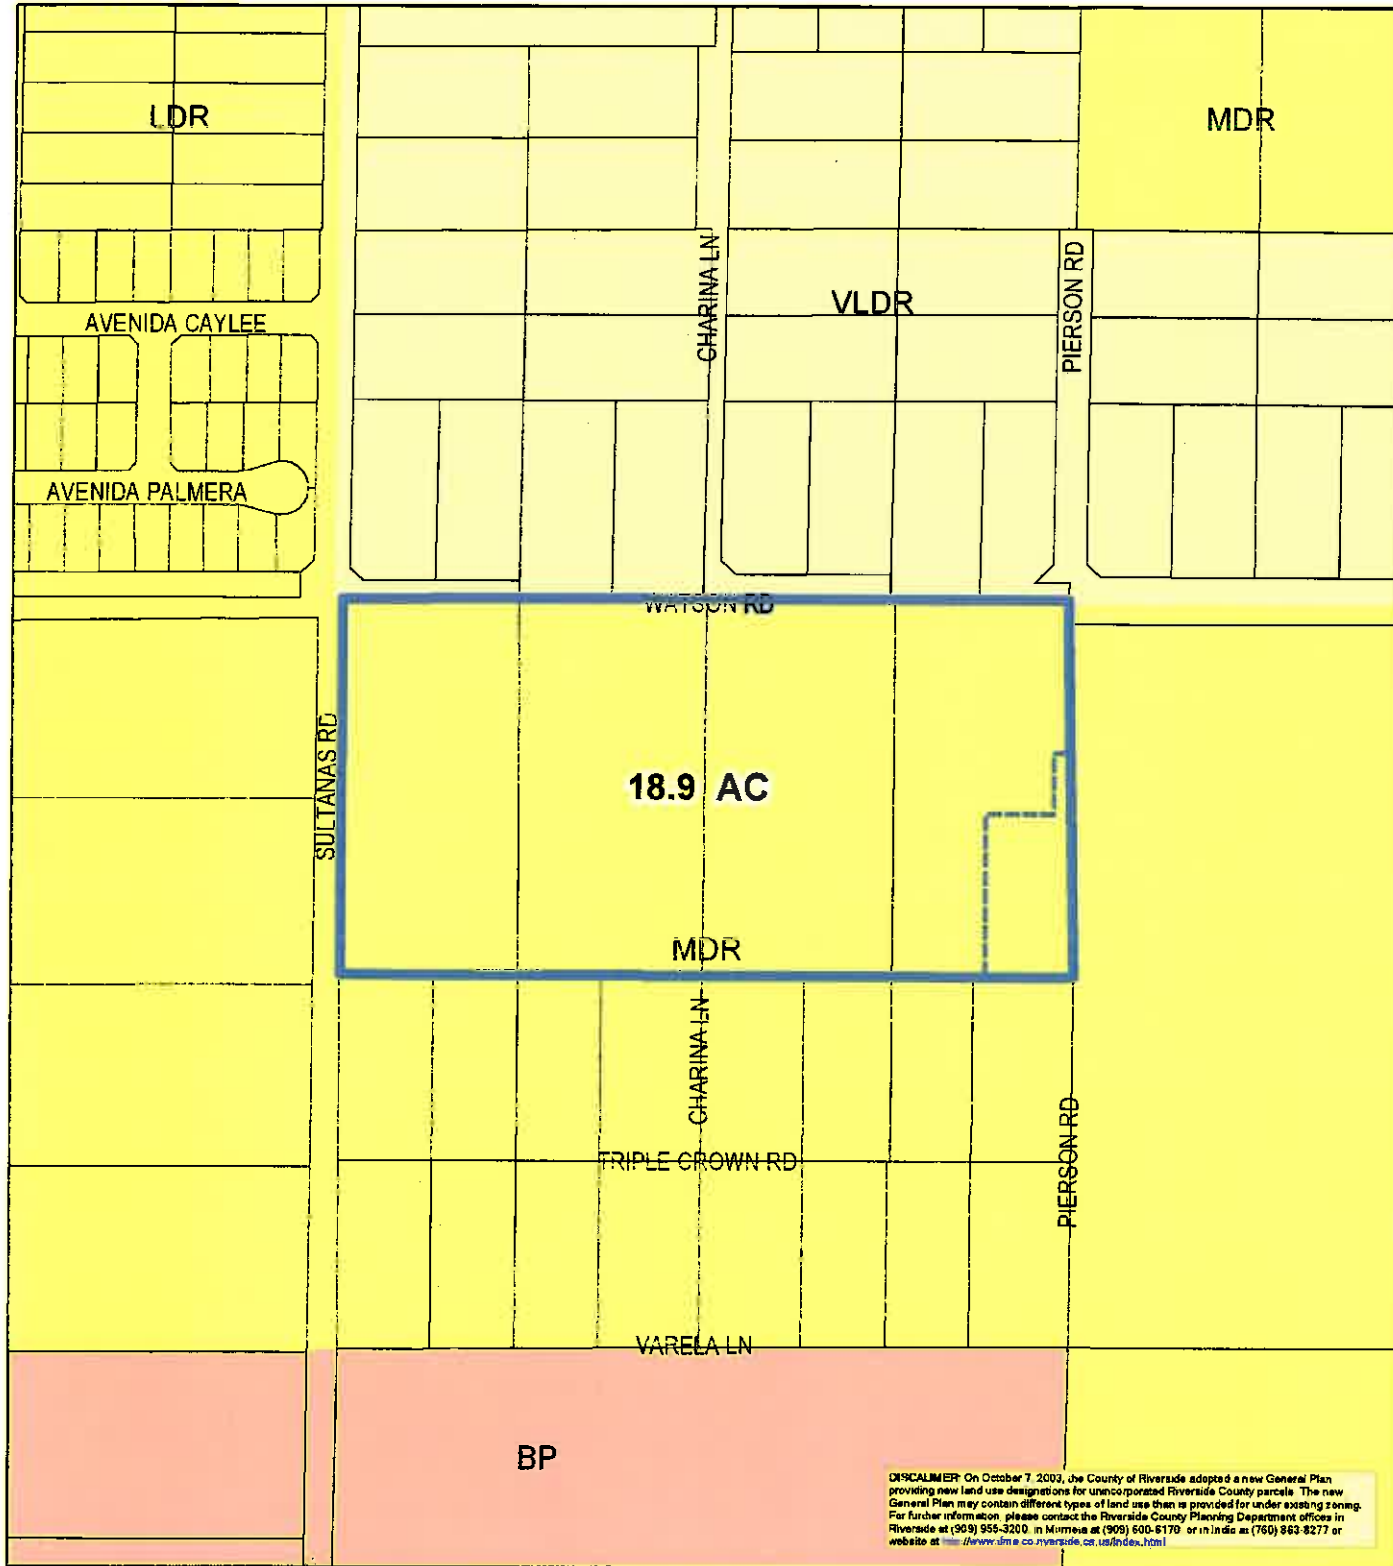 LDR
MDR
CHARINA LN
PIERSON RD
VLDR
AVENIDA CAYLEE
AVENIDA PALMERA
WATSON RD
SULTANAS RD
18.9 AC
MDR
CHARINA LN
PIERSON RD
TRIPLE CROWN RD
VARELA LN
BP
DISCALIMER: On October 7, 2003, the County of Riverside adopted a new General Plan
providing new land use designations for unincorporated Riverside County parcels. The new
General Plan may contain different types of land use than is provided for under existing zoning.
For further information, please contact the Riverside County Planning Department offices in
Riverside at (909) 955-3200, in Murrieta at (909) 600-6170 or in Indio at (760) 863-8277 or
website at